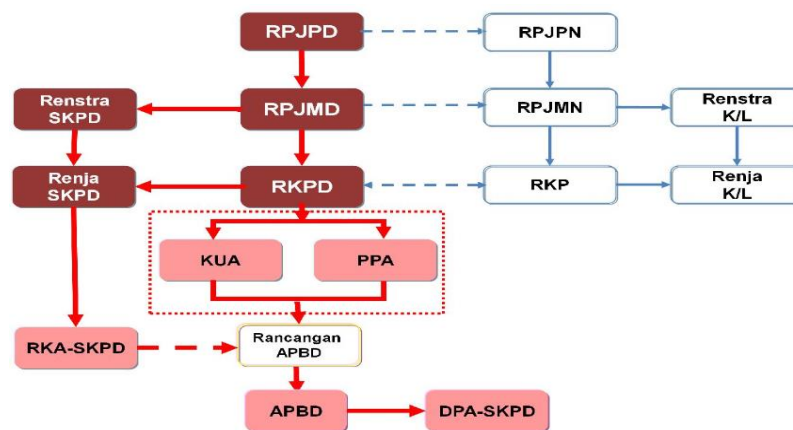 RPJPD
RPJPN
Renstra
SKPD
RPJMD
RPJMN
Renstra
K/L
Renja
SKPD
RKPD
RKP
Renja
K/L
KUA
PPA
RKA-SKPD
Rancangan
APBD
APBD
DPA-SKPD